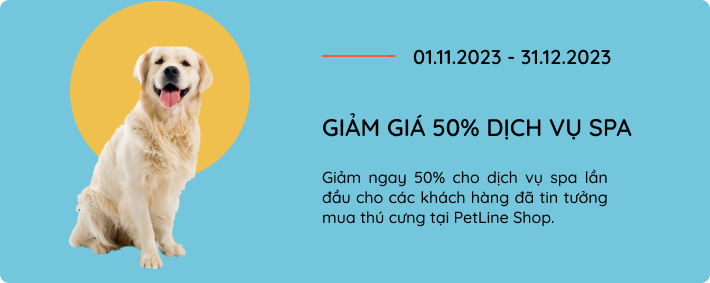 01.11.2023 - 31.12.2023
GIẢM GIÁ 50% DỊCH VỤ SPA
Giảm ngay 50% cho dịch vụ spa lần
đầu cho các khách hàng đã tin tưởng
mua thú cưng tại PetLine Shop.